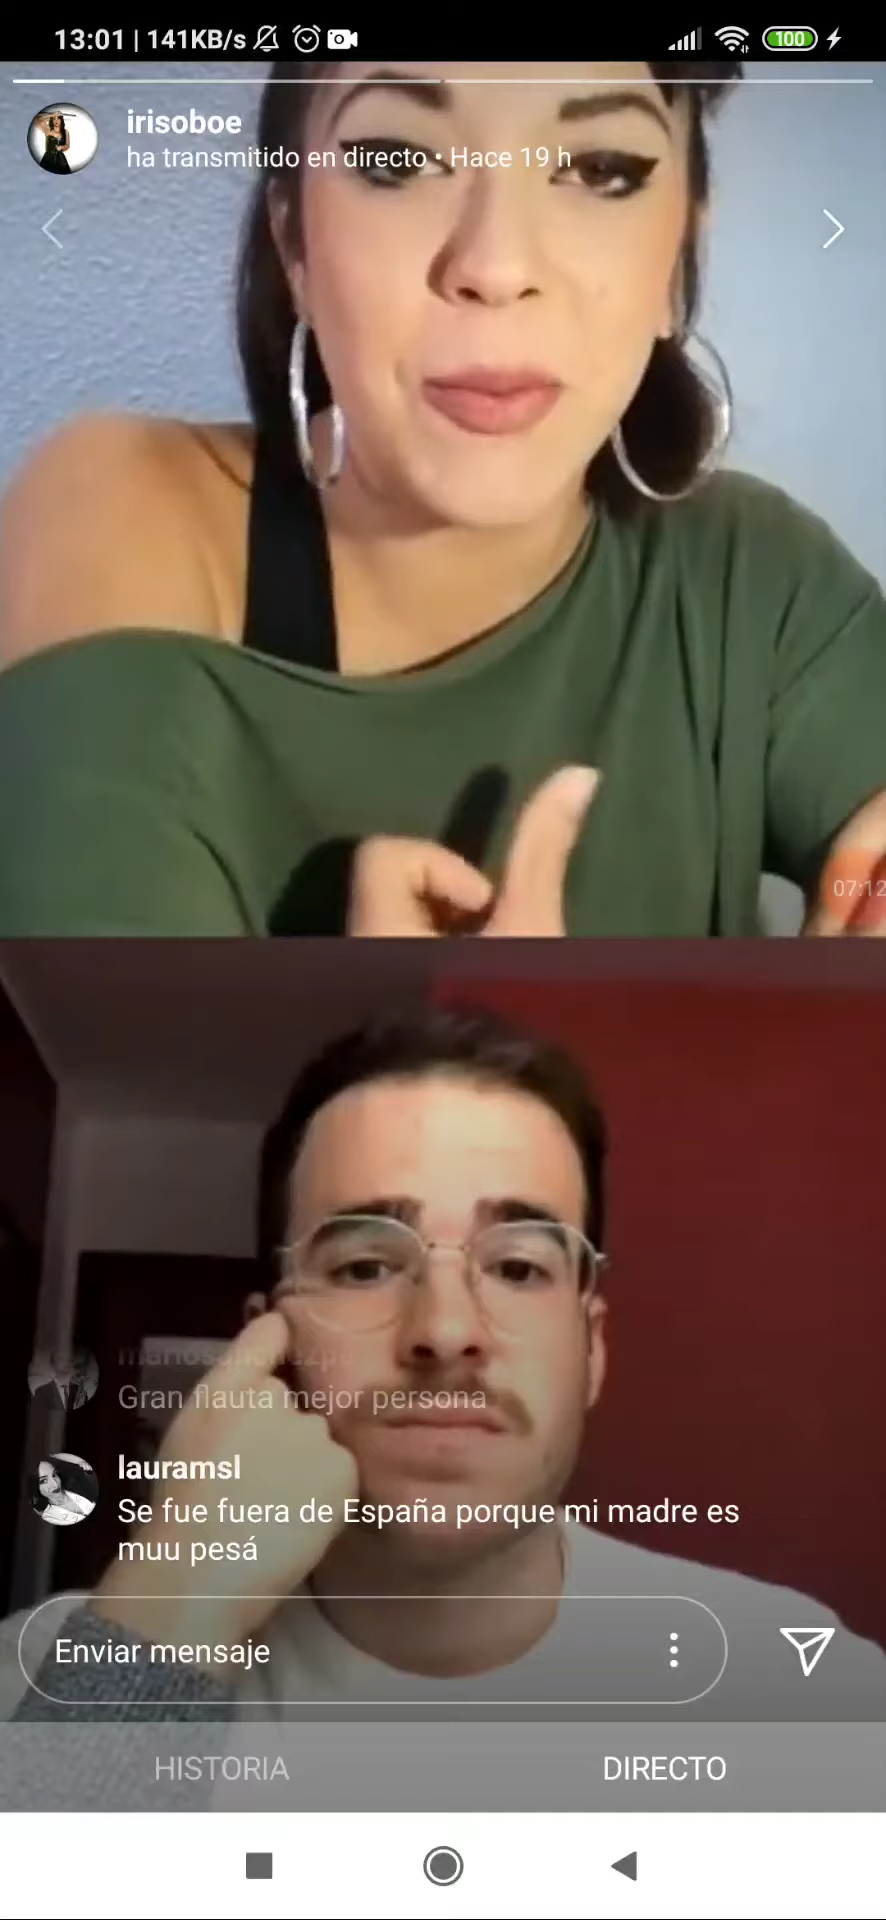 13:01 | 141KB/s
100
irisoboe
ha transmitido en directo • Hace 19 h
07:12
Gran flauta mejor persona
lauramsl
Se fue fuera de España porque mi madre es
muu pesá
Enviar mensaje
HISTORIA
DIRECTO